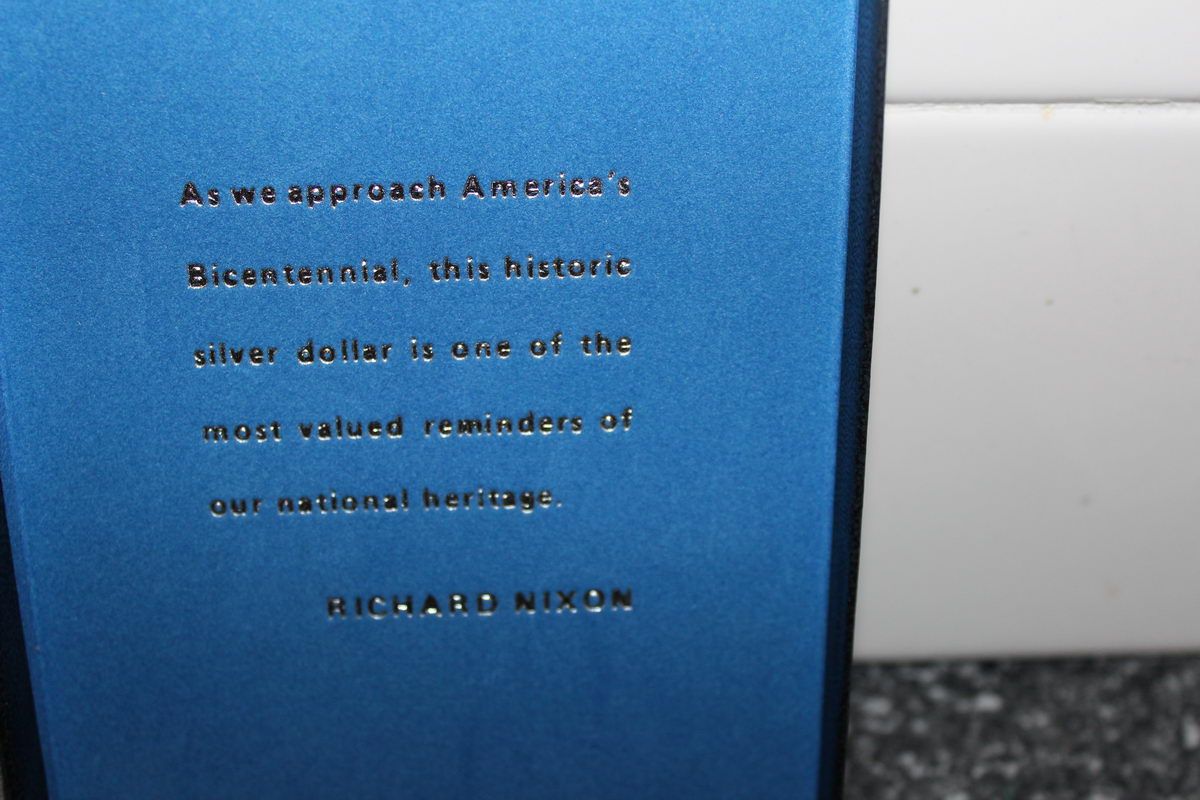 As we approach America's
Bicentennial, this historic
silver dollar is one of the
most valued reminders of
our national heritage.
RICHARD NIXON